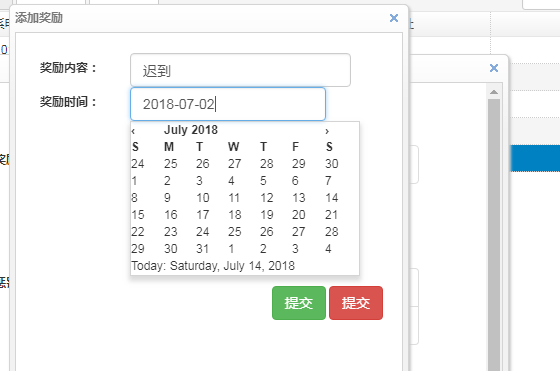 添加奖励
奖励内容：
迟到
奖励时间：
2018-07-02
‹ July 2018 ›
S M T W T F S
24 25 26 27 28 29 30
1 2 3 4 5 6 7
8 9 10 11 12 13 14
15 16 17 18 19 20 21
22 23 24 25 26 27 28
29 30 31 1 2 3 4
Today: Saturday, July 14, 2018
提交 提交